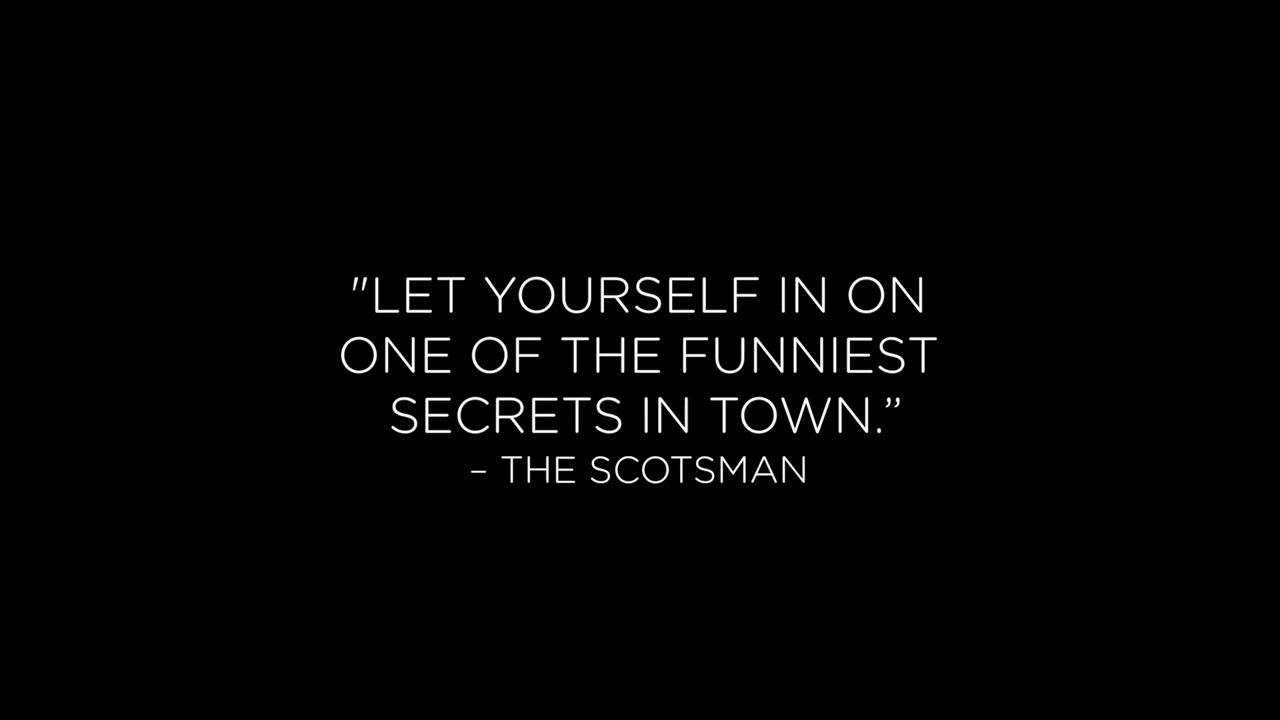 "LET YOURSELF IN ON
ONE OF THE FUNNIEST
SECRETS IN TOWN.”
– THE SCOTSMAN